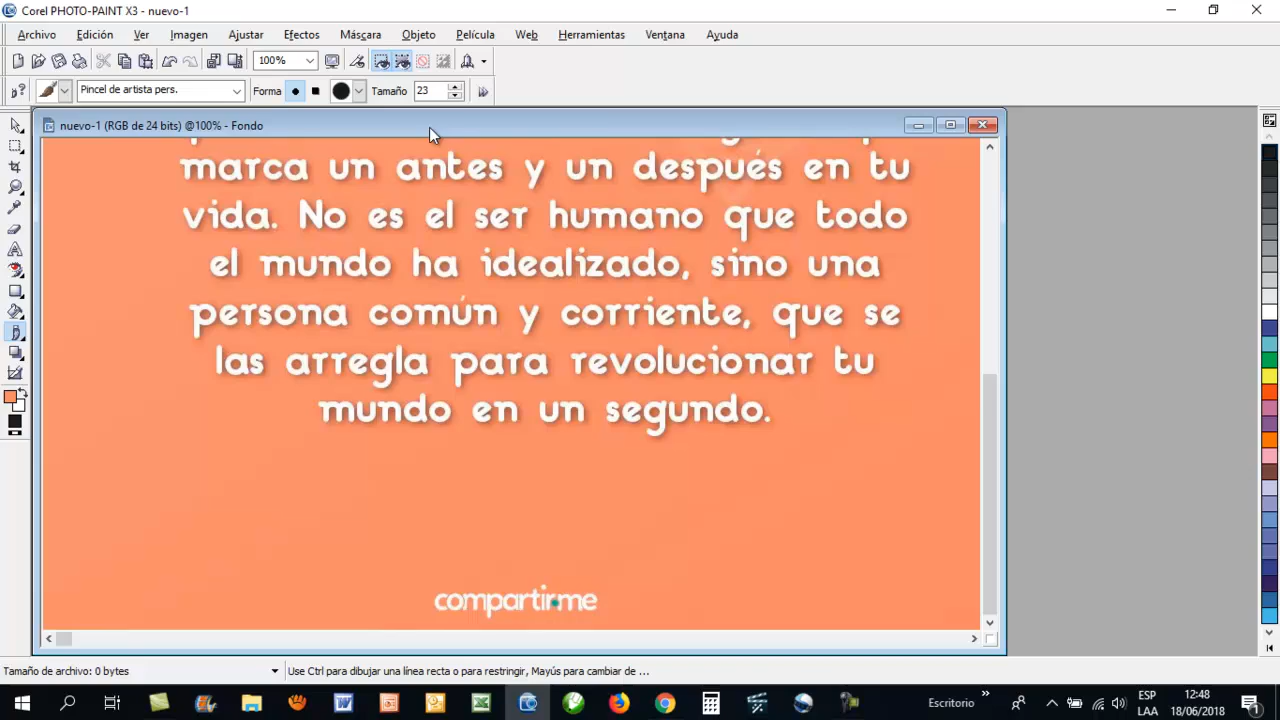 Corel PHOTO-PAINT X3 - nuevo-1
Archivo Edición Ver Imagen Ajustar Efectos Máscara Objeto Película Web Herramientas Ventana Ayuda
100%
Pincel de artista pers. Forma Tamaño 23
nuevo-1 (RGB de 24 bits) @100% - Fondo
marca un antes y un después en tu
vida. No es el ser humano que todo
el mundo ha idealizado, sino una
persona común y corriente, que se
las arregla para revolucionar tu
mundo en un segundo.
compartir.me
Tamaño de archivo: 0 bytes Use Ctrl para dibujar una línea recta o para restringir, Mayús para cambiar de ...
Escritorio » ESP 12:48
LAA 18/06/2018